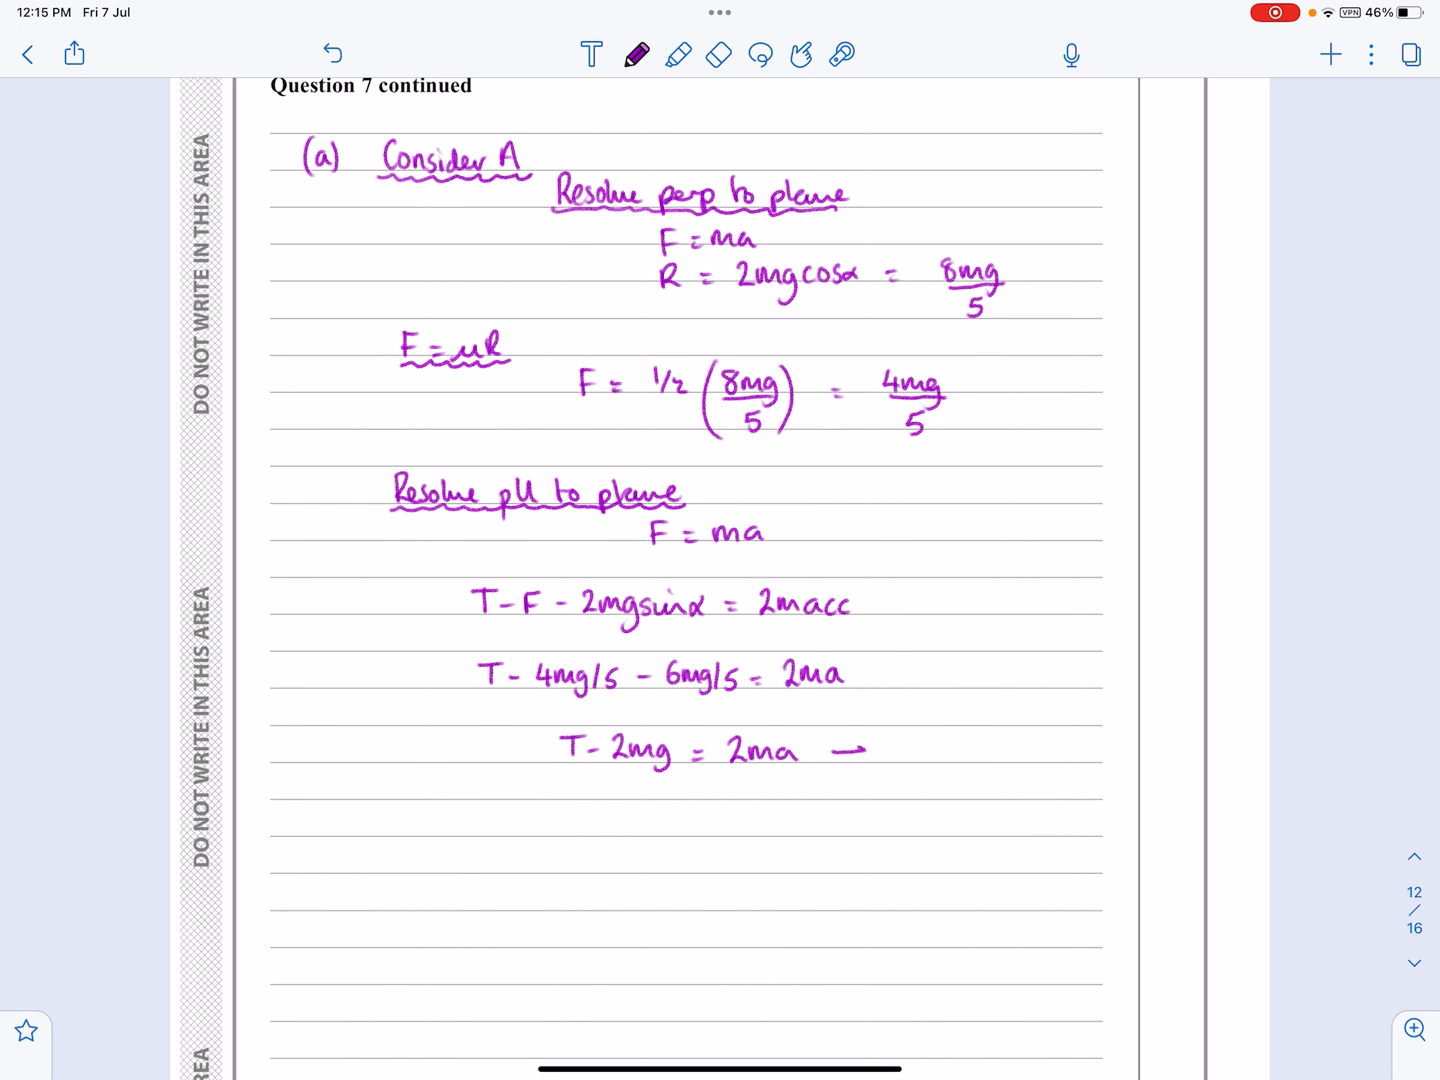 12:15 PM Fri 7 Jul
VPN 46%
T
Question 7 continued
DO NOT WRITE IN THIS AREA
DO NOT WRITE IN THIS AREA
REA
(a) Consider A
Resolve perp to plane
F = ma
R = 2mgcosα = 8mg/5
F = μR
F = 1/2 (8mg/5) = 4mg/5
Resolve pll to plane
F = ma
T - F - 2mgsinα = 2macc
T - 4mg/5 - 6mg/5 = 2ma
T - 2mg = 2ma —
12
/
16